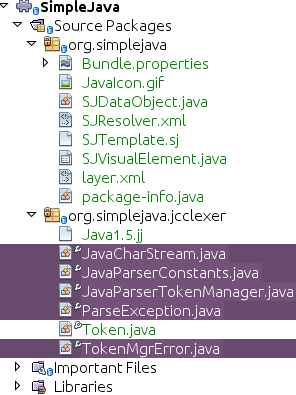 SimpleJava
Source Packages
org.simplejava
Bundle.properties
JavaIcon.gif
SJDataObject.java
SJResolver.xml
SJTemplate.sj
SJVisualElement.java
layer.xml
package-info.java
org.simplejava.jcclexer
Java1.5.jj
JavaCharStream.java
JavaParserConstants.java
JavaParserTokenManager.java
ParseException.java
Token.java
TokenMgrError.java
Important Files
Libraries